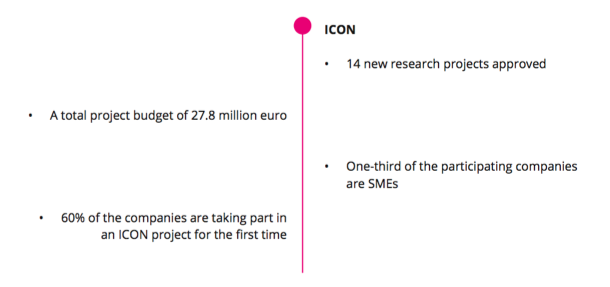 ICON
• 14 new research projects approved
• A total project budget of 27.8 million euro
• One-third of the participating companies
are SMEs
• 60% of the companies are taking part in
an ICON project for the first time